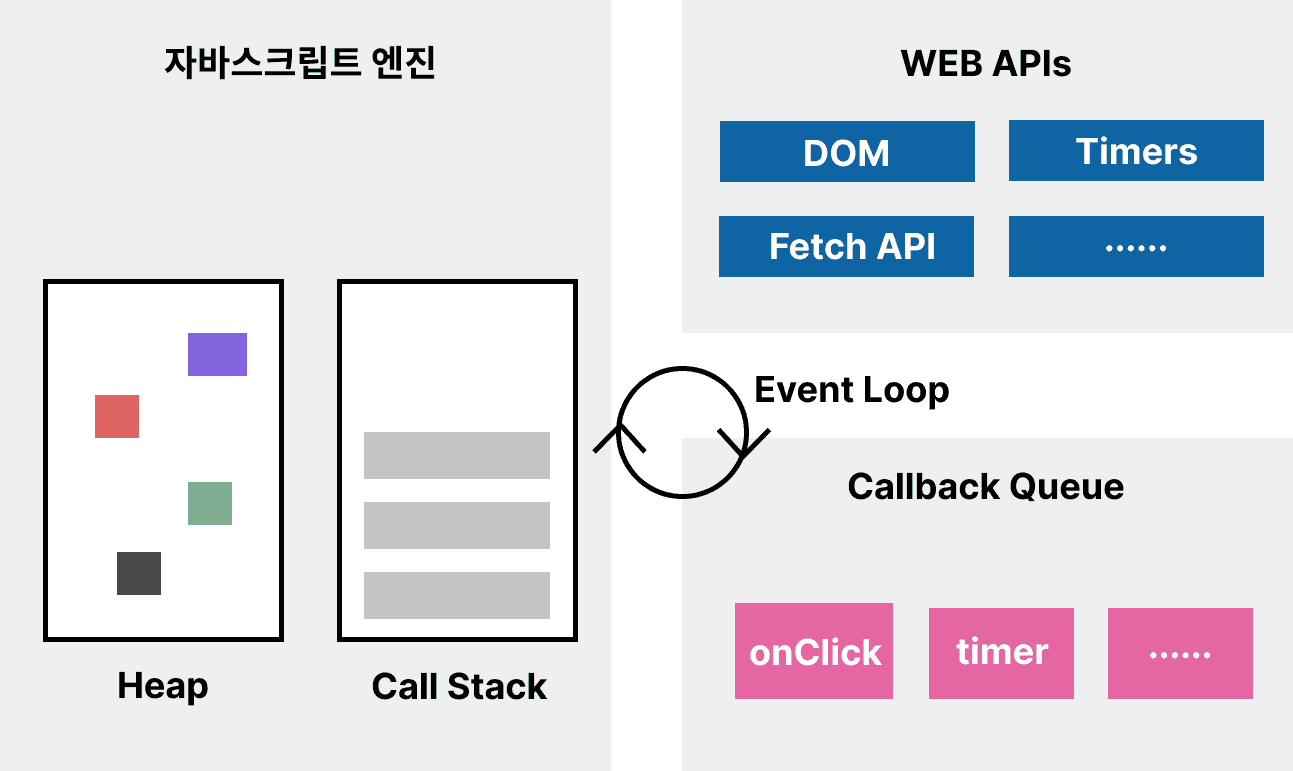 자바스크립트 엔진
Heap
Call Stack
WEB APIs
DOM
Timers
Fetch API
······
Event Loop
Callback Queue
onClick
timer
······